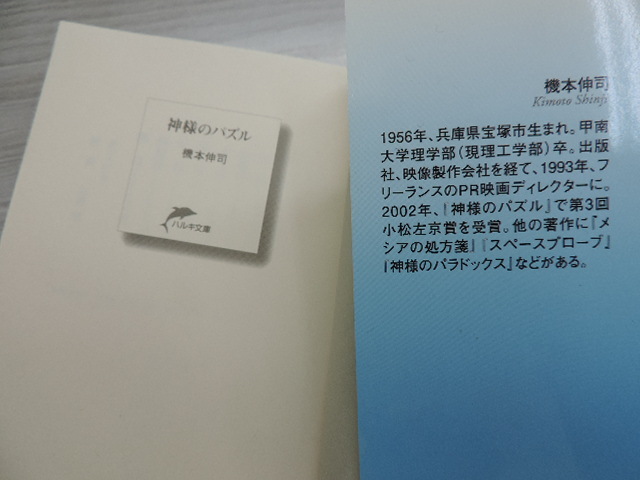 神様のパズル
機本伸司
ハルキ文庫
機本伸司
Kimoto Shinji
1956年、兵庫県宝塚市生まれ。甲南
大学理学部(現理工学部)卒。出版
社、映像製作会社を経て、1993年、フ
リーランスのPR映画ディレクターに。
2002年、『神様のパズル』で第3回
小松左京賞を受賞。他の著作に『メ
シアの処方箋』『スペースプローブ』
『神様のパラドックス』などがある。